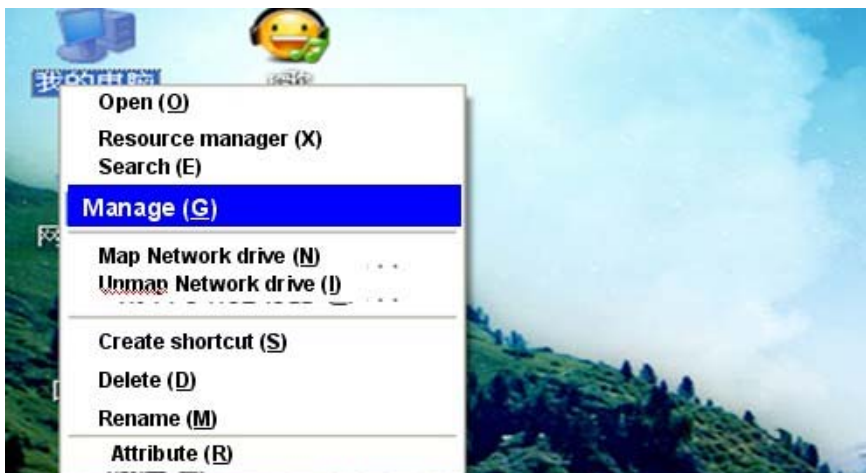 我的电脑
Open (O)
Resource manager (X)
Search (E)
Manage (G)
Map Network drive (N)
Unmap Network drive (I)
Create shortcut (S)
Delete (D)
Rename (M)
Attribute (R)